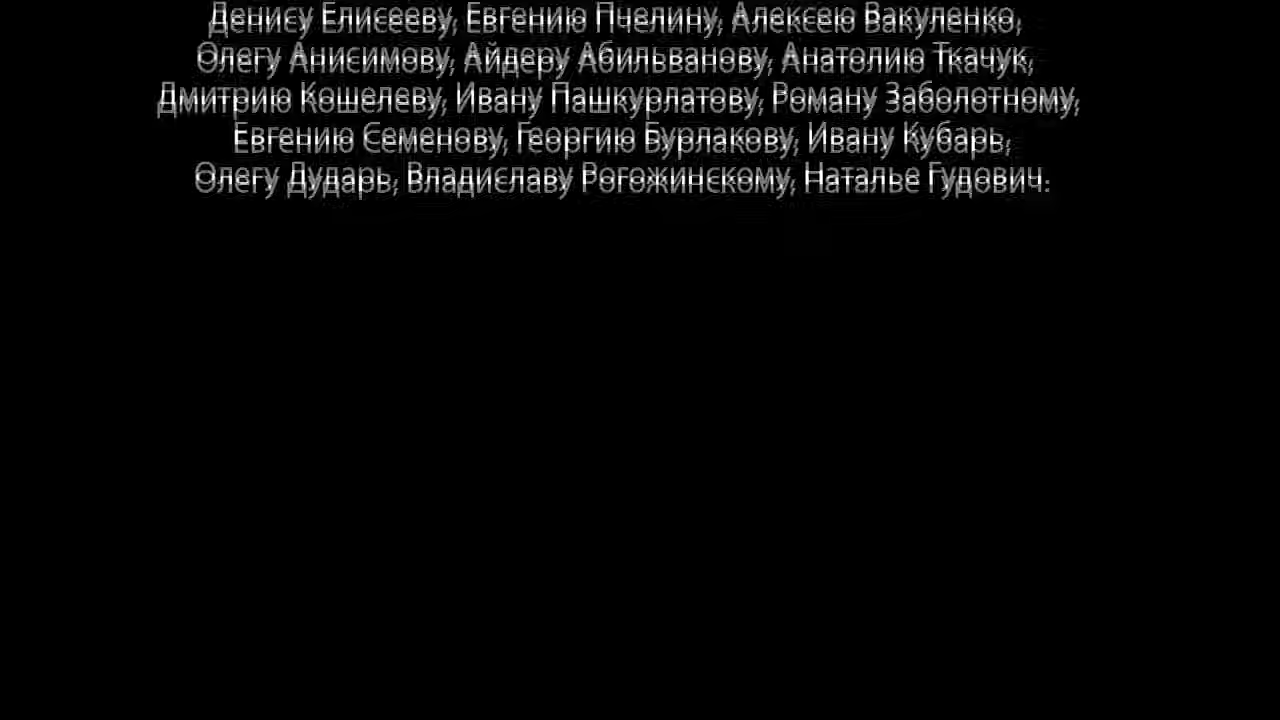 Денису Елисееву, Евгению Пчелину, Алексею Вакуленко,
Олегу Анисимову, Айдеру Абильванову, Анатолию Ткачук,
Дмитрию Кошелеву, Ивану Пашкурлатову, Роману Заболотному,
Евгению Семенову, Георгию Бурлакову, Ивану Кубарь,
Олегу Дударь, Владиславу Рогожинскому, Наталье Гудович.